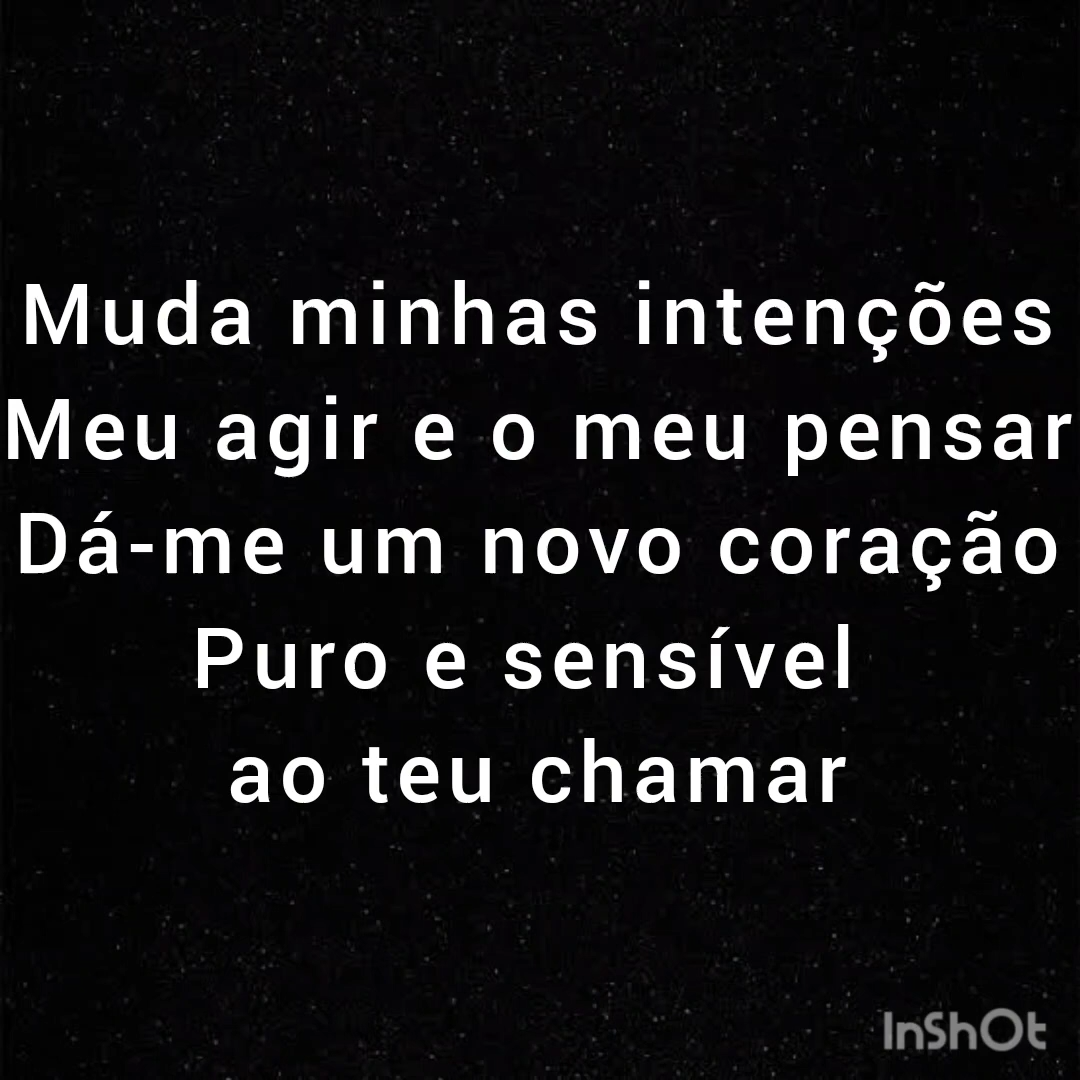 Muda minhas intenções
Meu agir e o meu pensar
Dá-me um novo coração
Puro e sensível
ao teu chamar
InShOt